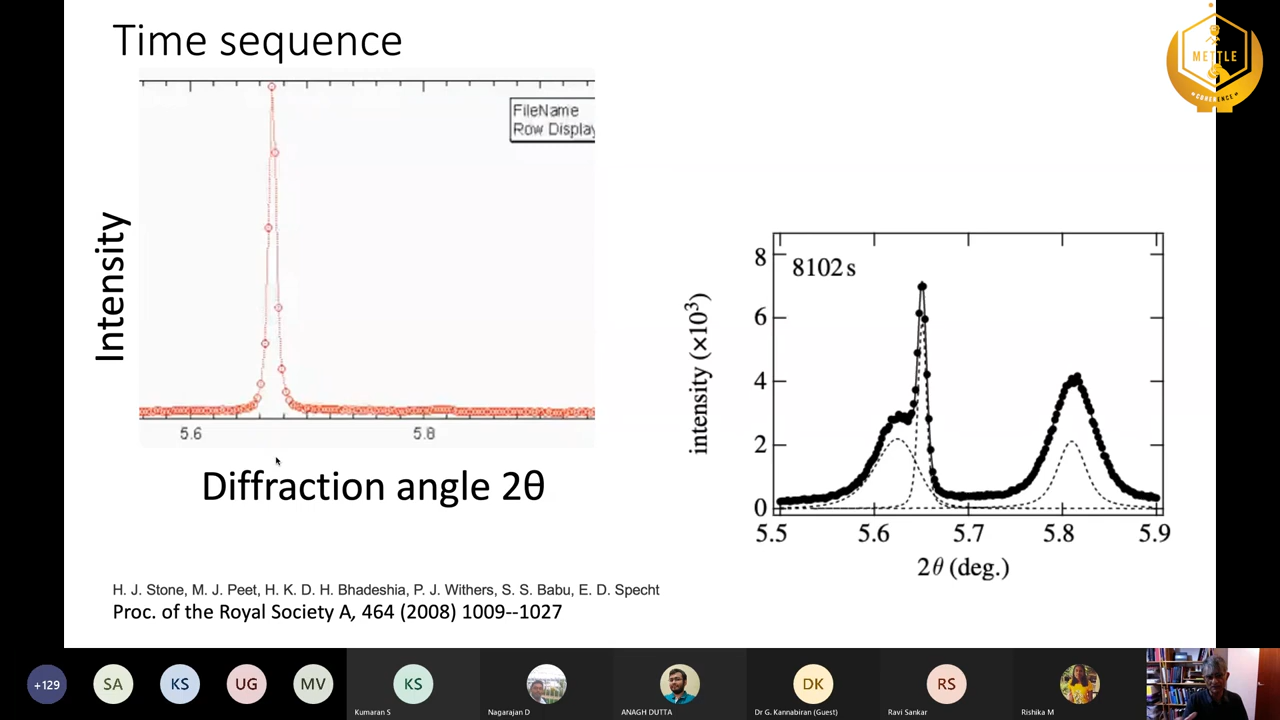 Time sequence
METTLE
COHERENCE
FileName
Row Display
Intensity
5.6
5.8
Diffraction angle 2θ
8102 s
intensity (×10³)
8
6
4
2
0
5.5
5.6
5.7
5.8
5.9
2θ (deg.)
H. J. Stone, M. J. Peet, H. K. D. H. Bhadeshia, P. J. Withers, S. S. Babu, E. D. Specht
Proc. of the Royal Society A, 464 (2008) 1009--1027
+129
SA
KS
UG
MV
KS
DK
RS
Kumaran S
Nagarajan D
ANAGH DUTTA
Dr G. Kannabiran (Guest)
Ravi Sankar
Rishika M